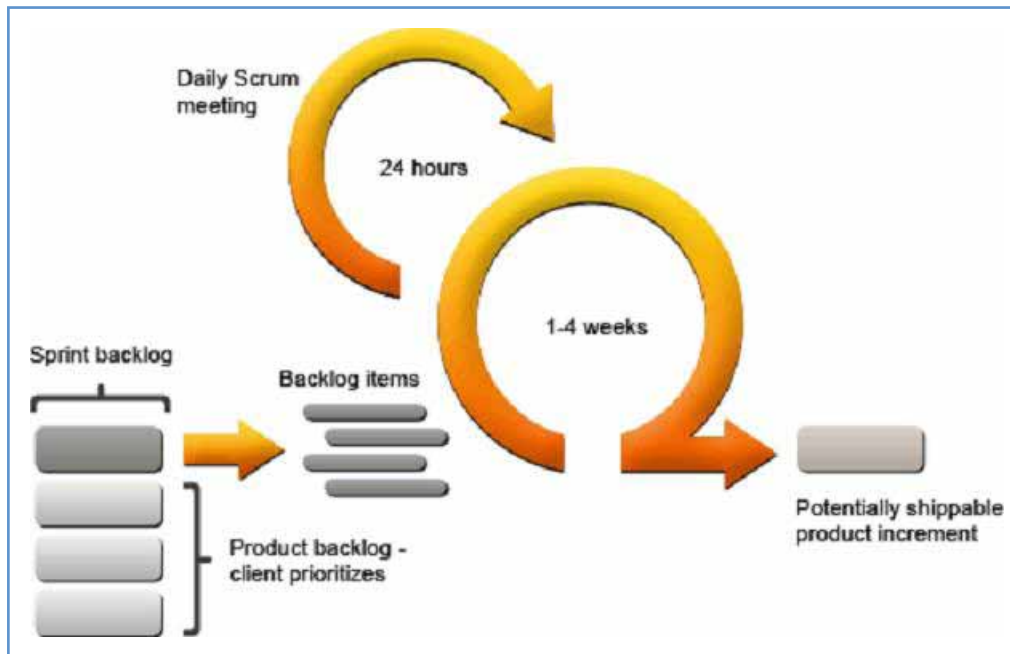 Daily Scrum
meeting
24 hours
1-4 weeks
Sprint backlog
Backlog items
Product backlog -
client prioritizes
Potentially shippable
product increment